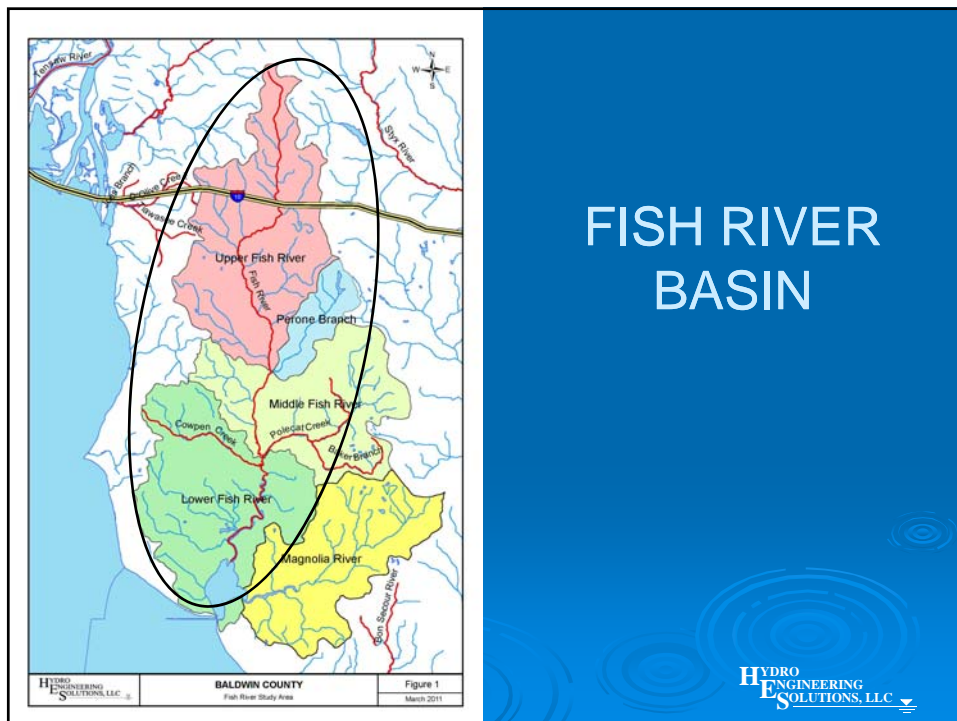 Tensaw River
N
W E
S
Styx River
D'Olive Creek
Tiawasee Creek
10
Upper Fish River
Fish River
Perone Branch
Middle Fish River
Polecat Creek
Cowpen Creek
Baker Branch
Lower Fish River
Magnolia River
Bon Secour River
HYDRO
ENGINEERING
SOLUTIONS, LLC
BALDWIN COUNTY
Fish River Study Area
Figure 1
March 2011
FISH RIVER
BASIN
HYDRO
ENGINEERING
SOLUTIONS, LLC